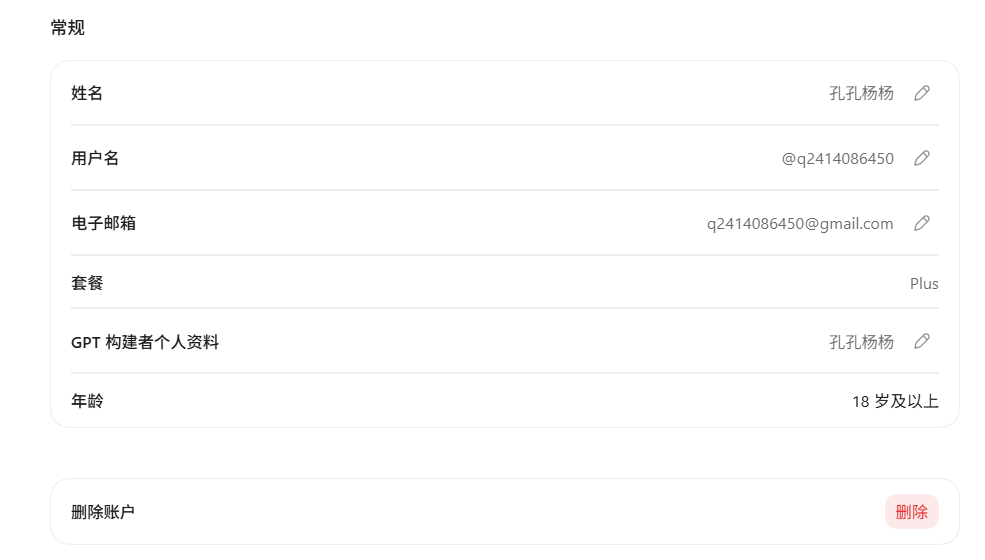 常规
姓名 孔孔杨杨
用户名 @q2414086450
电子邮箱 q2414086450@gmail.com
套餐 Plus
GPT 构建者个人资料 孔孔杨杨
年龄 18 岁及以上
删除账户 删除